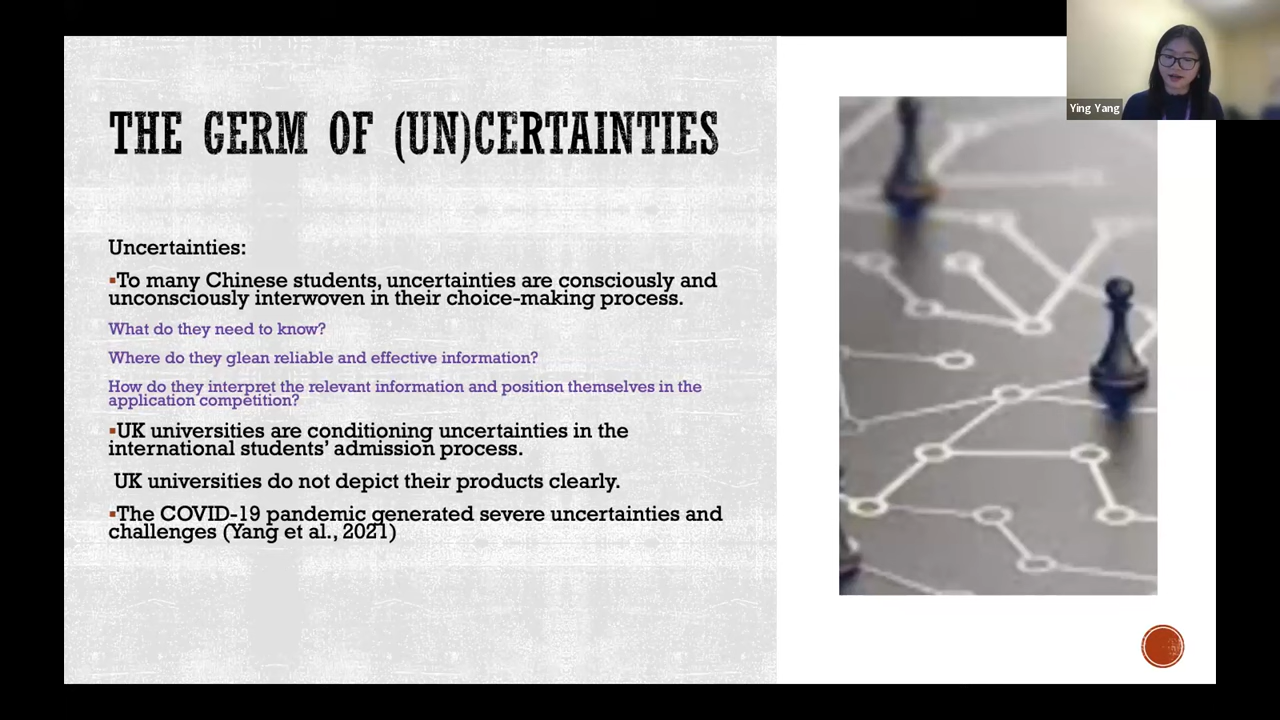 Ying Yang
THE GERM OF (UN)CERTAINTIES
Uncertainties:
▪To many Chinese students, uncertainties are consciously and
unconsciously interwoven in their choice-making process.
What do they need to know?
Where do they glean reliable and effective information?
How do they interpret the relevant information and position themselves in the
application competition?
▪UK universities are conditioning uncertainties in the
international students’ admission process.
UK universities do not depict their products clearly.
▪The COVID-19 pandemic generated severe uncertainties and
challenges (Yang et al., 2021)